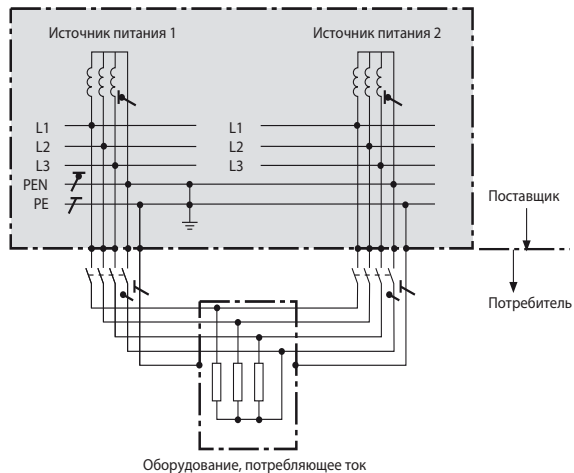 Источник питания 1
Источник питания 2
L1
L1
L2
L2
L3
L3
PEN
PE
Поставщик
Потребитель
Оборудование, потребляющее ток